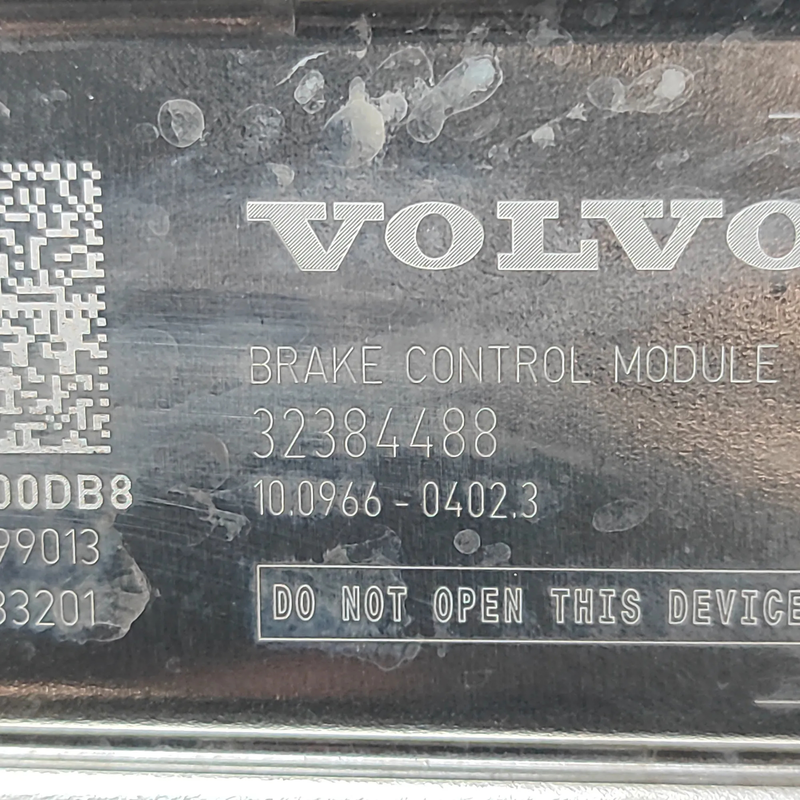 VOLVO
BRAKE CONTROL MODULE
32384488
10.0966-0402.3
00DB8
99013
33201
DO NOT OPEN THIS DEVICE